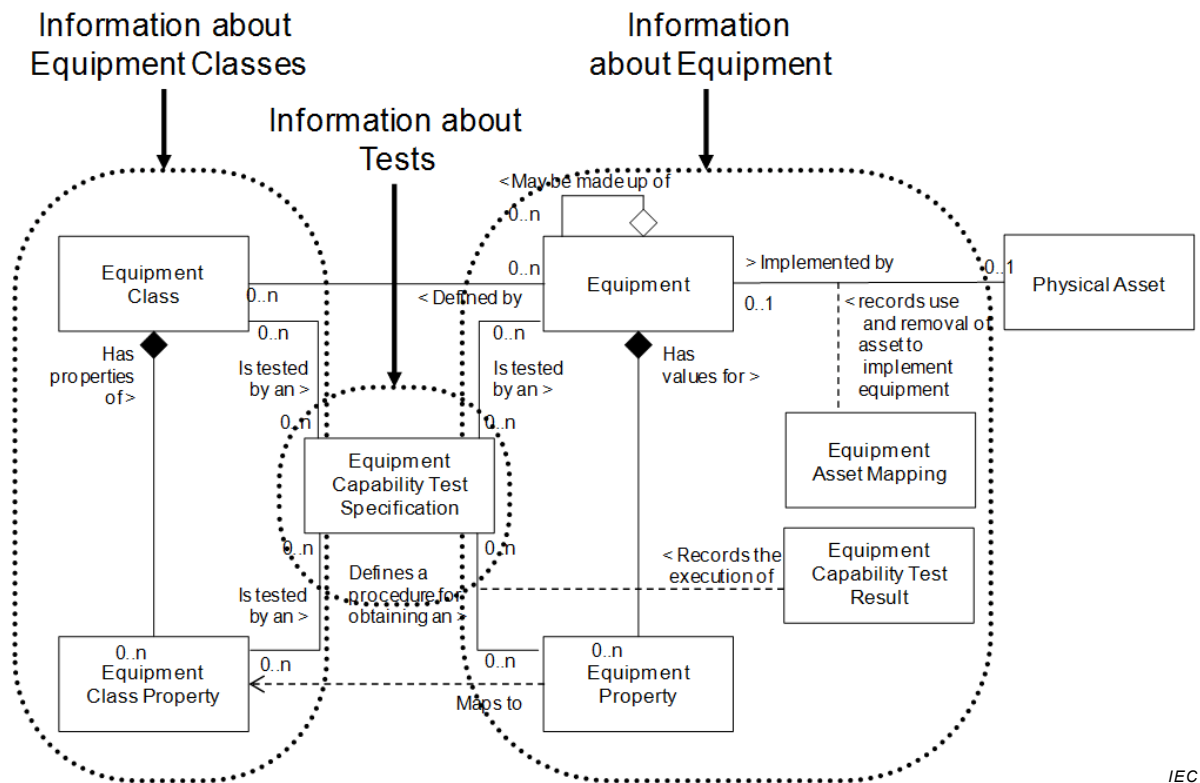 Information about
Equipment Classes
Information
about Equipment
Information about
Tests
< May be made up of
0..n
Equipment
Class
0..n
0..n
< Defined by
Equipment
> Implemented by
0..1
0..1
Physical Asset
< records use
and removal of
asset to
implement
equipment
0..n
Has
properties
of >
Is tested
by an >
0..n
0..n
Is tested
by an >
0..n
Has
values for >
Equipment
Asset Mapping
Equipment
Capability Test
Specification
0..n
0..n
Is tested
by an >
Defines a
procedure for
obtaining an >
< Records the
execution of
Equipment
Capability Test
Result
0..n
Equipment
Class Property
0..n
Maps to
0..n
0..n
Equipment
Property
IEC